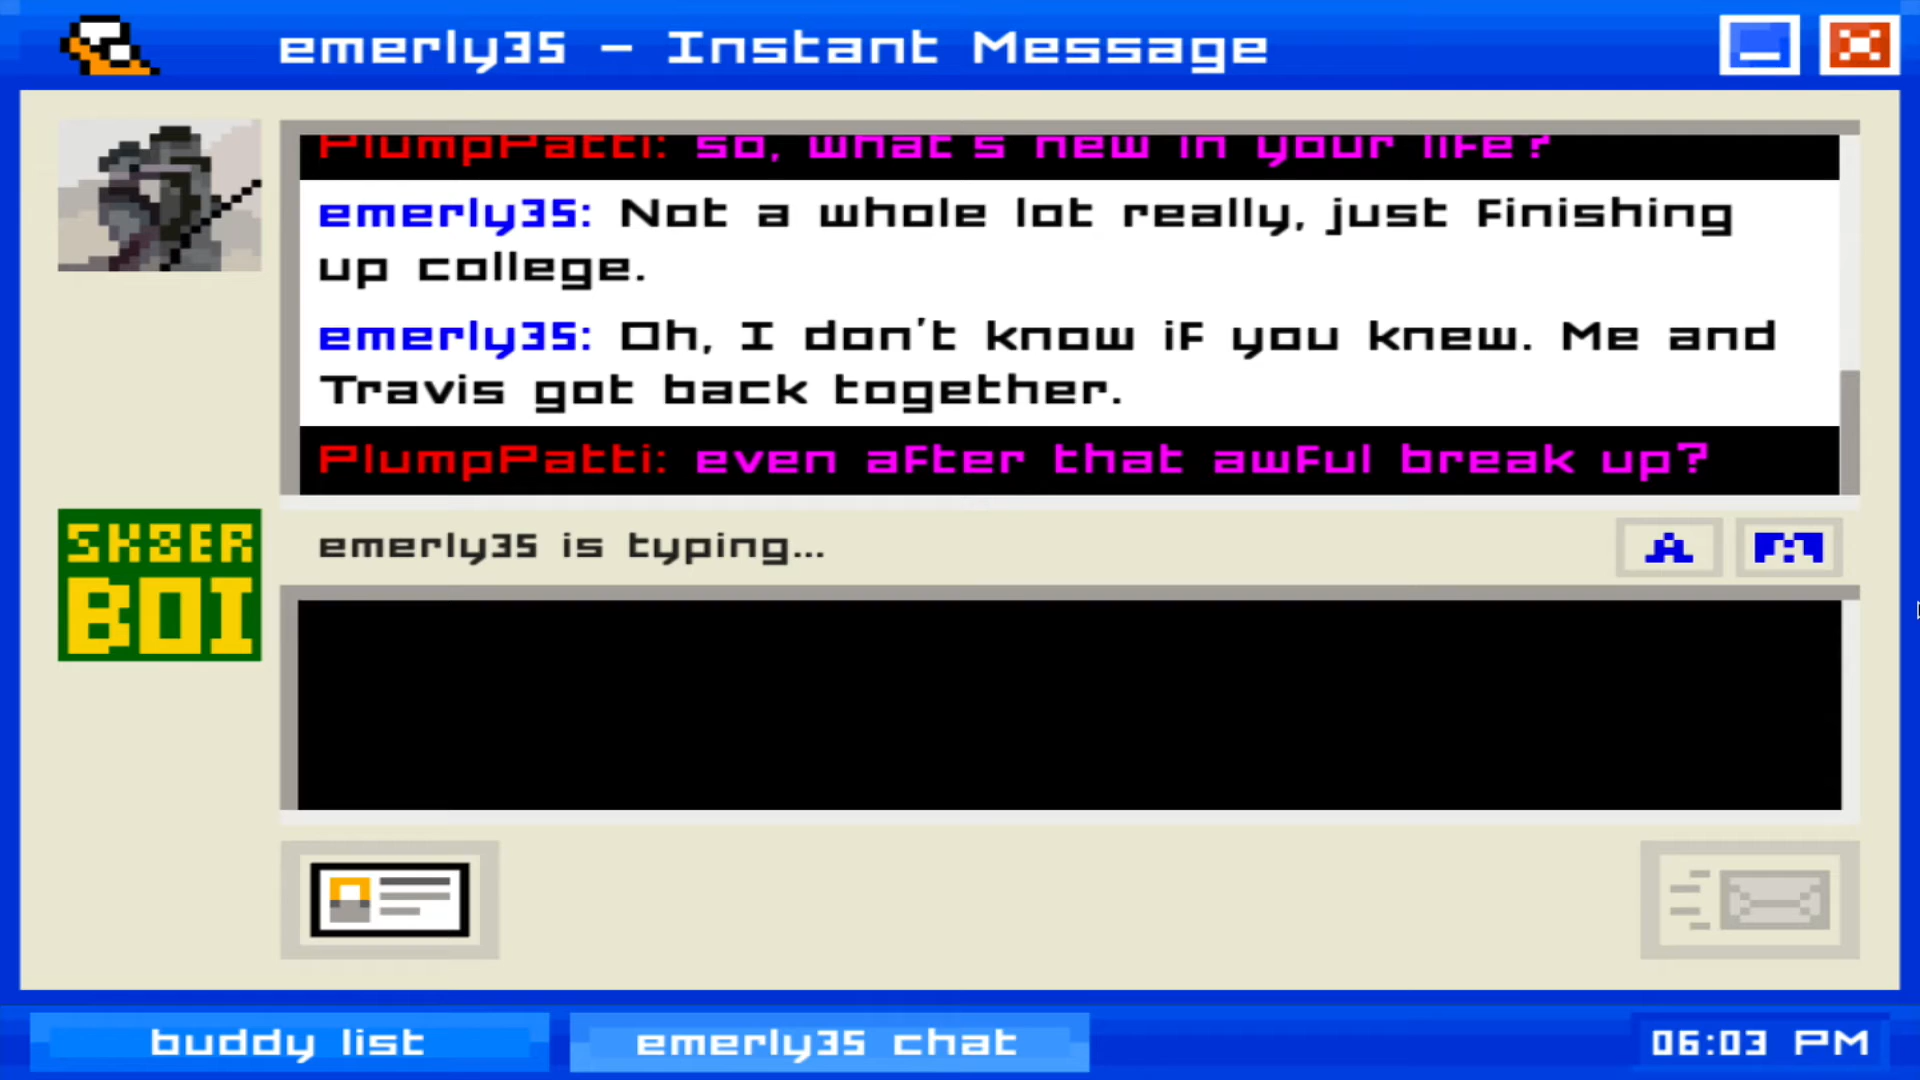 emerly35 - Instant Message
PlumpPatti: so, what's new in your life?
emerly35: Not a whole lot really, just finishing
up college.
emerly35: Oh, I don't know if you knew. Me and
Travis got back together.
PlumpPatti: even after that awful break up?
SK8ER
BOI
emerly35 is typing...
A
buddy list
emerly35 chat
06:03 PM